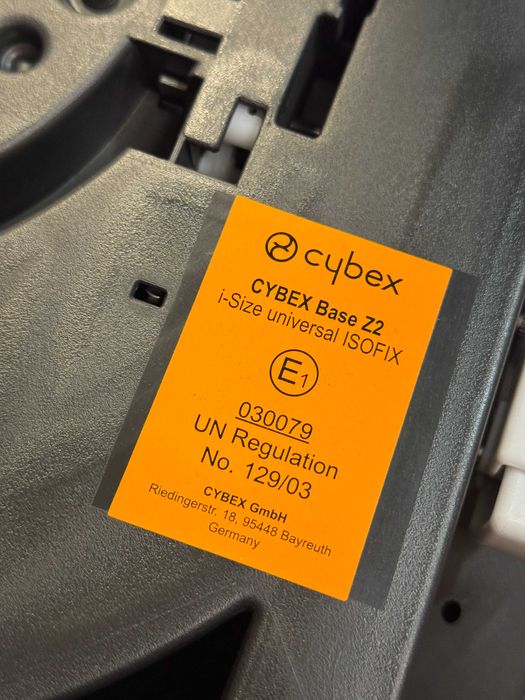 cybex
CYBEX Base Z2
i-Size universal ISOFIX
E1
030079
UN Regulation
No. 129/03
CYBEX GmbH
Riedingerstr. 18, 95448 Bayreuth
Germany